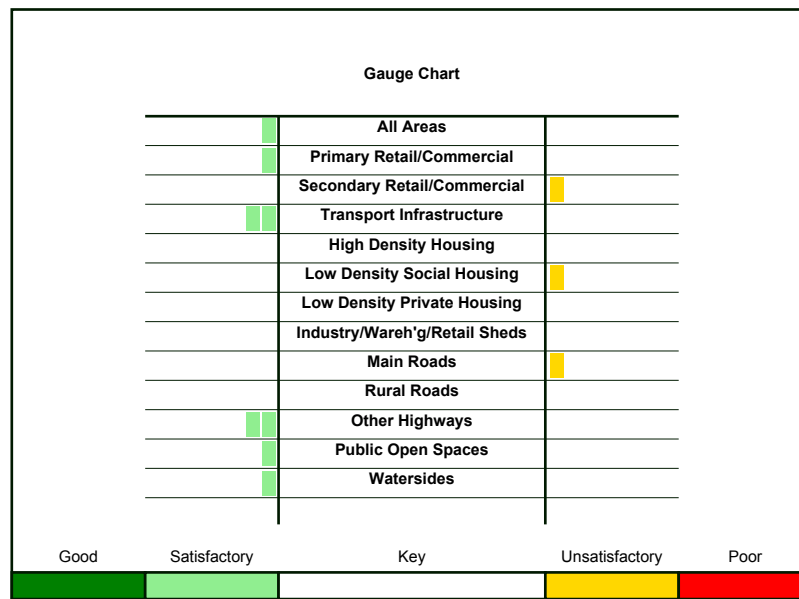 Gauge Chart
All Areas
Primary Retail/Commercial
Secondary Retail/Commercial
Transport Infrastructure
High Density Housing
Low Density Social Housing
Low Density Private Housing
Industry/Wareh'g/Retail Sheds
Main Roads
Rural Roads
Other Highways
Public Open Spaces
Watersides
Good Satisfactory Key Unsatisfactory Poor